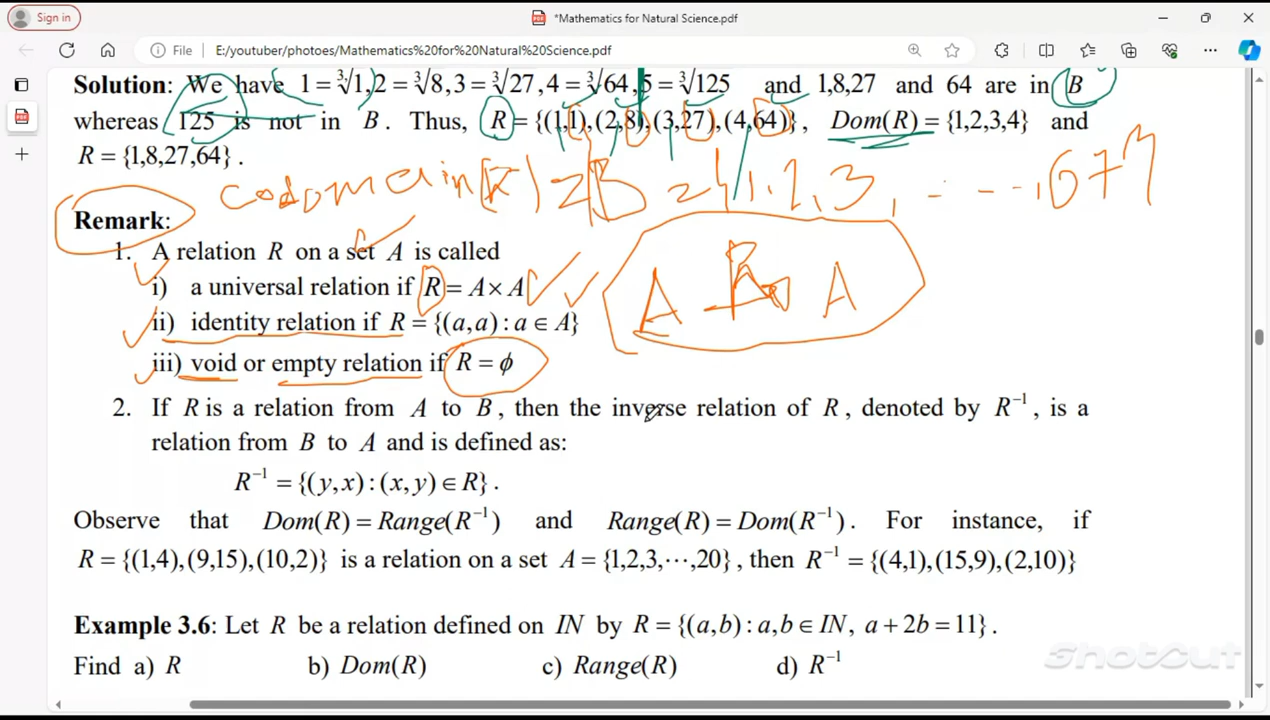 Sign in
*Mathematics for Natural Science.pdf
File E:/youtuber/photoes/Mathematics%20for%20Natural%20Science.pdf
Solution: We have 1 = ∛1, 2 = ∛8, 3 = ∛27, 4 = ∛64, 5 = ∛125 and 1,8,27 and 64 are in B
whereas 125 is not in B. Thus, R = {(1,1),(2,8),(3,27),(4,64)}, Dom(R) = {1,2,3,4} and
R = {1,8,27,64}.
codomain(R) = B = {1, 2, 3, ----, 67}
Remark:
1. A relation R on a set A is called
i) a universal relation if R = A × A
ii) identity relation if R = {(a,a) : a ∈ A}
A R A
iii) void or empty relation if R = ϕ
2. If R is a relation from A to B, then the inverse relation of R, denoted by R⁻¹, is a
relation from B to A and is defined as:
R⁻¹ = {(y,x) : (x,y) ∈ R}.
Observe that Dom(R) = Range(R⁻¹) and Range(R) = Dom(R⁻¹). For instance, if
R = {(1,4),(9,15),(10,2)} is a relation on a set A = {1,2,3,⋯,20}, then R⁻¹ = {(4,1),(15,9),(2,10)}
Example 3.6: Let R be a relation defined on IN by R = {(a,b) : a,b ∈ IN, a + 2b = 11}.
Find a) R b) Dom(R) c) Range(R) d) R⁻¹
Shotcut